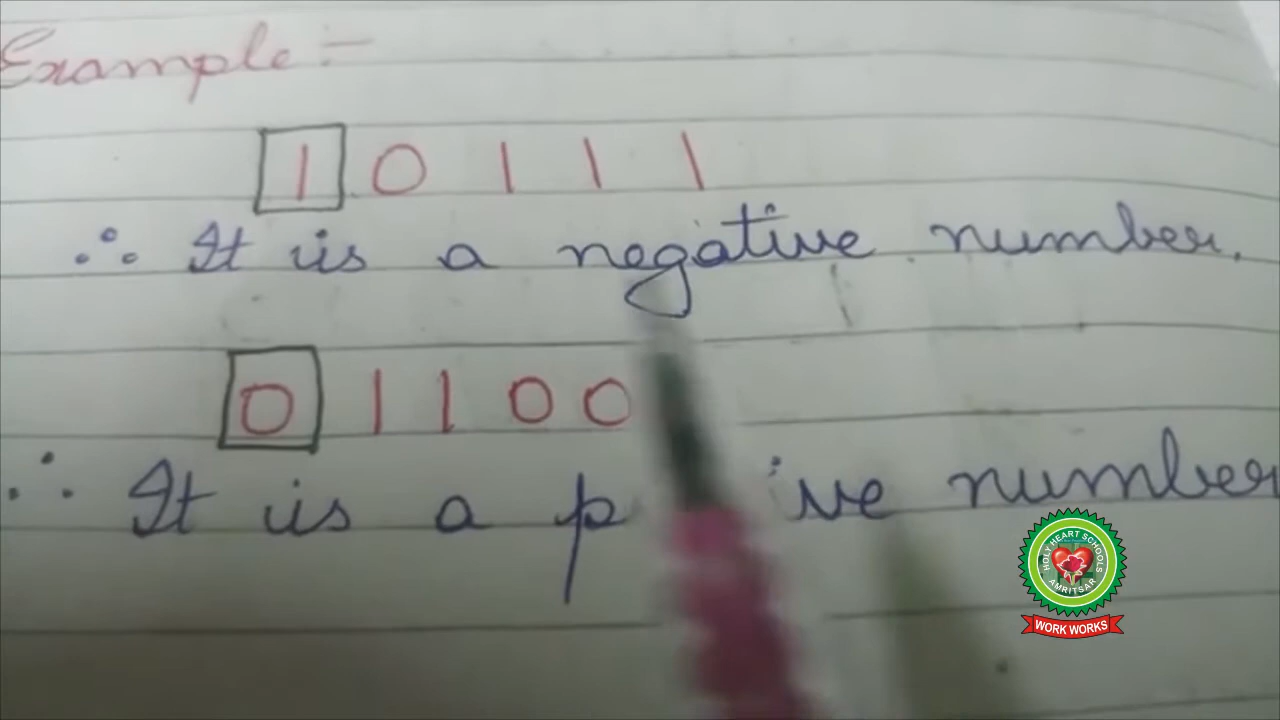 Example :-
1 0 1 1 1
∴ It is a negative number.
0 1 1 0 0
∴ It is a number
HOLY HEART SCHOOLS
AMRITSAR
WORK WORKS